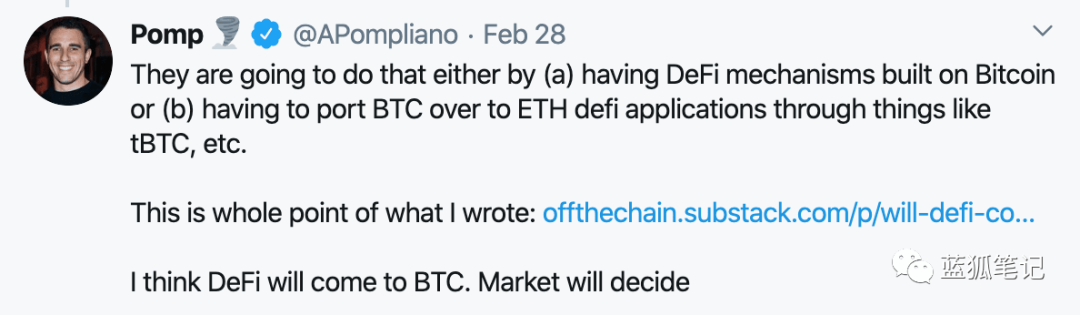 Pomp @APompliano · Feb 28
They are going to do that either by (a) having DeFi mechanisms built on Bitcoin
or (b) having to port BTC over to ETH defi applications through things like
tBTC, etc.
This is whole point of what I wrote: offthechain.substack.com/p/will-defi-co...
I think DeFi will come to BTC. Market will decide
蓝狐笔记